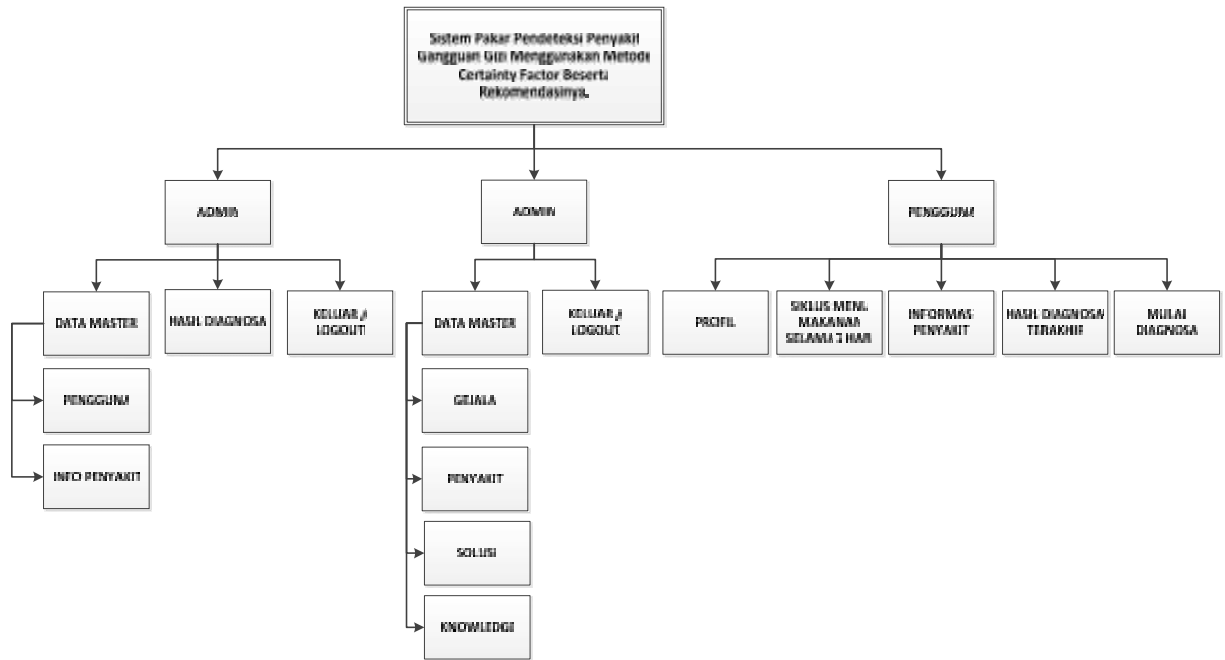 Sistem Pakar Pendeteksi Penyakit
Gangguan Gizi Menggunakan Metode
Certainty Factor Beserta
Rekomendasinya.
ADMIN
ADMIN
PENGGUNA
DATA MASTER
HASIL DIAGNOSA
KELUAR /
LOGOUT
DATA MASTER
KELUAR /
LOGOUT
PROFIL
SIKLUS MENU
MAKANAN
SELAMA HARI
INFORMASI
PENYAKIT
HASIL DIAGNOSA
TERAKHIR
MULAI
DIAGNOSA
PENGGUNA
INFO PENYAKIT
GEJALA
PENYAKIT
SOLUSI
KNOWLEDGE